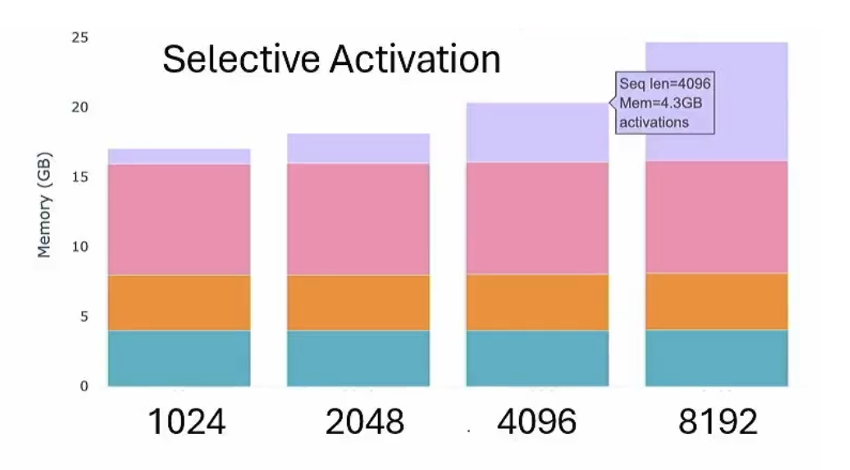 Selective Activation
25
20
15
10
5
0
Memory (GB)
Seq len=4096
Mem=4.3GB
activations
1024
2048
4096
8192